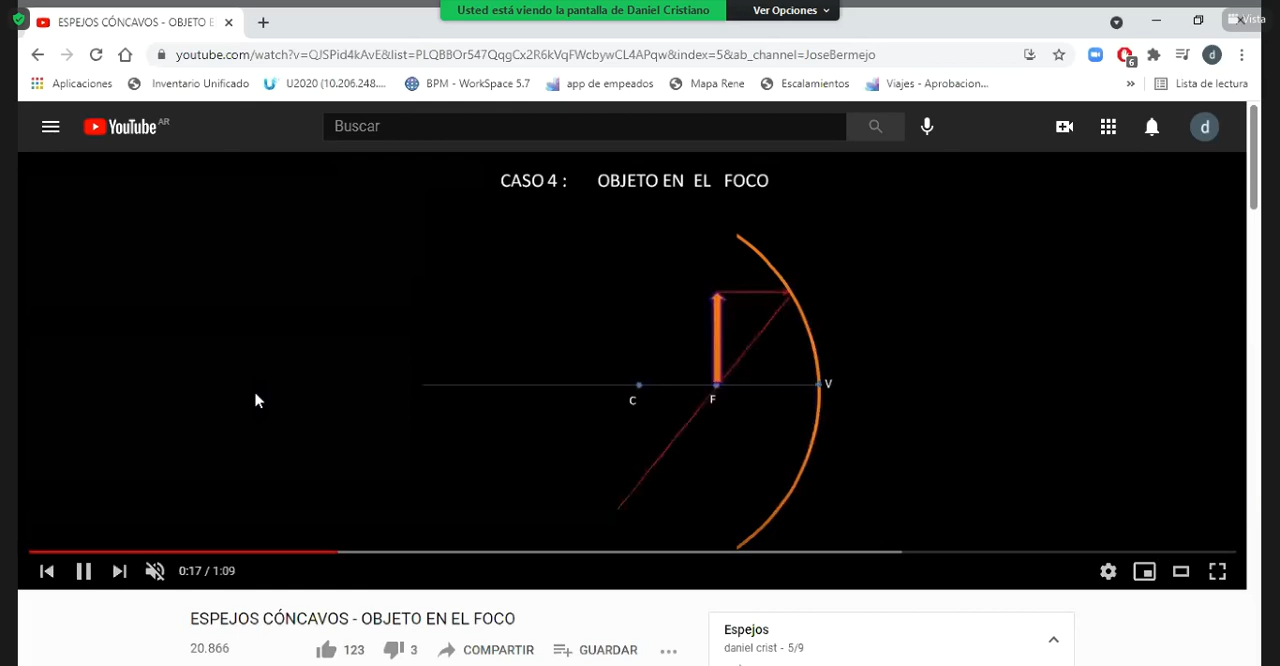 Usted está viendo la pantalla de Daniel Cristiano
Ver Opciones
Vista
ESPEJOS CÓNCAVOS - OBJETO E
youtube.com/watch?v=QJSPid4kAvE&list=PLQB8Or547QqgCx2R6kVqFWcbywCL4APqw&index=5&ab_channel=JoseBermejo
6
d
Aplicaciones
Inventario Unificado
U2020 (10.206.248....
BPM - WorkSpace 5.7
app de empeados
Mapa Rene
Escalamientos
Viajes - Aprobacion...
»
Lista de lectura
YouTube AR
Buscar
d
CASO 4 : OBJETO EN EL FOCO
C
F
V
0:17 / 1:09
ESPEJOS CÓNCAVOS - OBJETO EN EL FOCO
20.866
123
3
COMPARTIR
GUARDAR
Espejos
daniel crist - 5/9